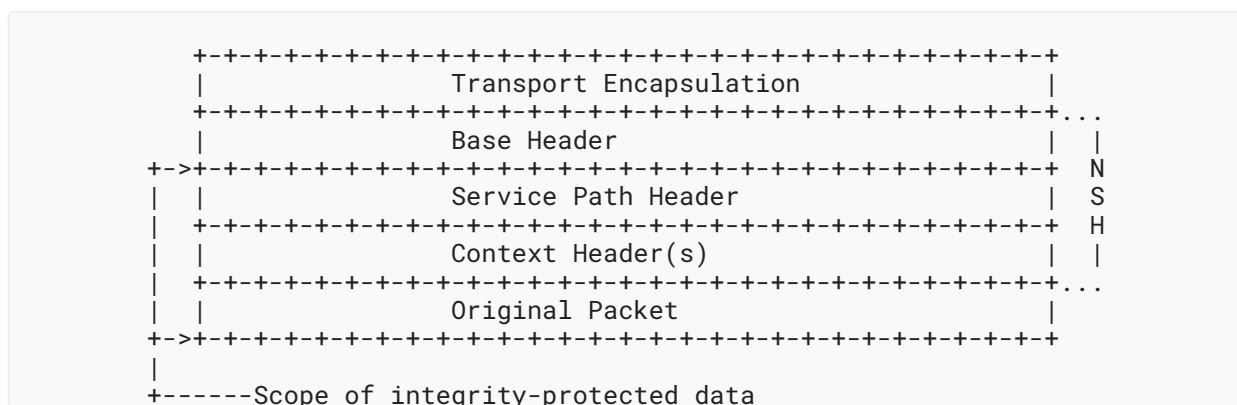 +-+-+-+-+-+-+-+-+-+-+-+-+-+-+-+-+-+-+-+-+-+-+-+-+-+-+-+-+
| Transport Encapsulation |
+-+-+-+-+-+-+-+-+-+-+-+-+-+-+-+-+-+-+-+-+-+-+-+-+-+-+-+-+...
| Base Header | |
+->+-+-+-+-+-+-+-+-+-+-+-+-+-+-+-+-+-+-+-+-+-+-+-+-+-+-+-+-+ N
| | Service Path Header | S
| +-+-+-+-+-+-+-+-+-+-+-+-+-+-+-+-+-+-+-+-+-+-+-+-+-+-+-+-+ H
| | Context Header(s) | |
| +-+-+-+-+-+-+-+-+-+-+-+-+-+-+-+-+-+-+-+-+-+-+-+-+-+-+-+-+...
| | Original Packet |
+->+-+-+-+-+-+-+-+-+-+-+-+-+-+-+-+-+-+-+-+-+-+-+-+-+-+-+-+-+
|
+------Scope of integrity-protected data